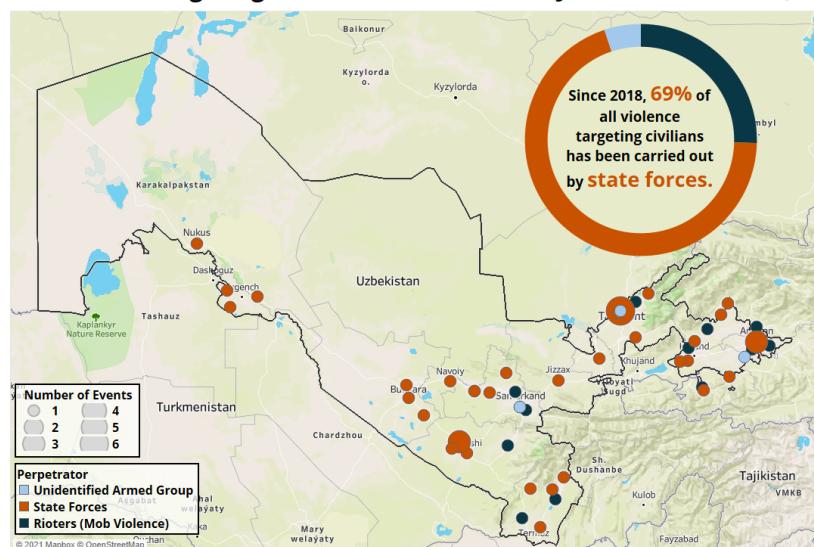 Baikonur
Kyzylorda
o.
Kyzylorda
Since 2018, 69% of
all violence
targeting civilians
has been carried out
by state forces.
Karakalpakstan
Nukus
Uzbekistan
Tashauz
Kaplankyr
Nature Reserve
Khujand
Navoiy
Jizzax
Turkmenistan
Chardzhou
Sh.
Dushanbe
Tajikistan
VMKB
Kulob
Number of Events
1
2
3
4
5
6
Perpetrator
Unidentified Armed Group
State Forces
Rioters (Mob Violence)
Mary
welaýaty
Fayzabad
© 2021 Mapbox © OpenStreetMap